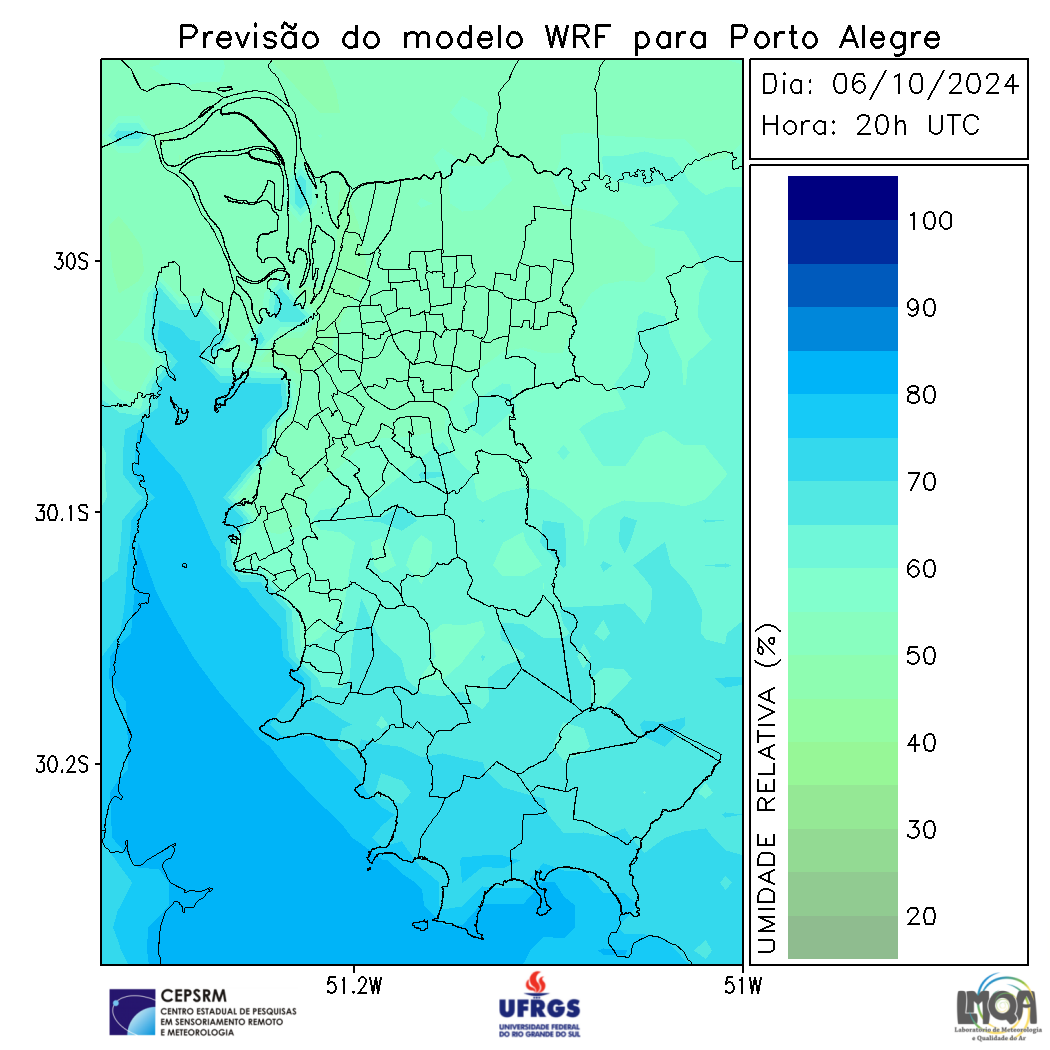 Previsão do modelo WRF para Porto Alegre
Dia: 06/10/2024
Hora: 20h UTC
30S
30.1S
30.2S
51.2W
51W
100
90
80
70
60
50
40
30
20
UMIDADE RELATIVA (%)
CEPSRM
CENTRO ESTADUAL DE PESQUISAS
EM SENSORIAMENTO REMOTO
E METEOROLOGIA
UFRGS
UNIVERSIDADE FEDERAL
DO RIO GRANDE DO SUL
LMQA
Laboratório de Meteorologia
e Qualidade do Ar